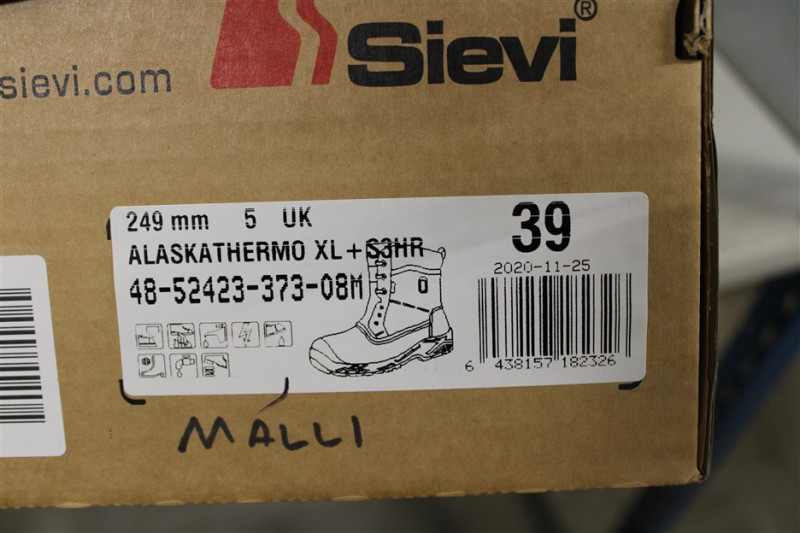 Sievi®
sievi.com
249 mm 5 UK
39
ALASKATHERMO XL+S3HR
2020-11-25
48-52423-373-08M
6 438157 182326
MALLI